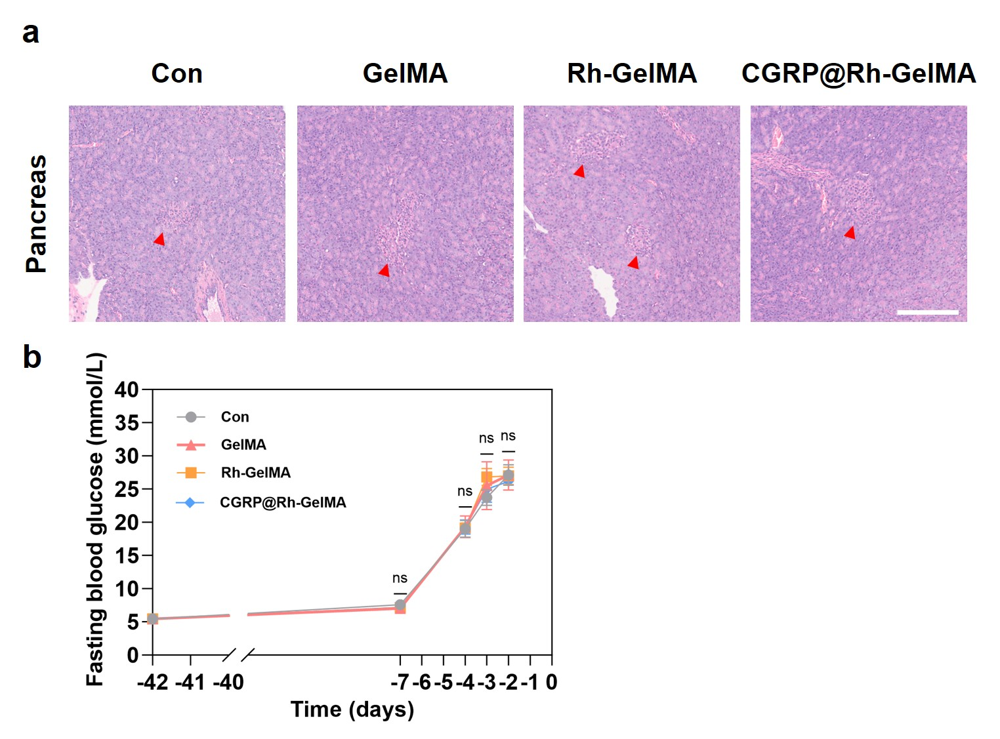 a
Con GelMA Rh-GelMA CGRP@Rh-GelMA
Pancreas
b
Fasting blood glucose (mmol/L)
40
35
30
25
20
15
10
5
0
Con
GelMA
Rh-GelMA
CGRP@Rh-GelMA
ns ns ns ns
-42 -41 -40 -7 -6 -5 -4 -3 -2 -1 0
Time (days)